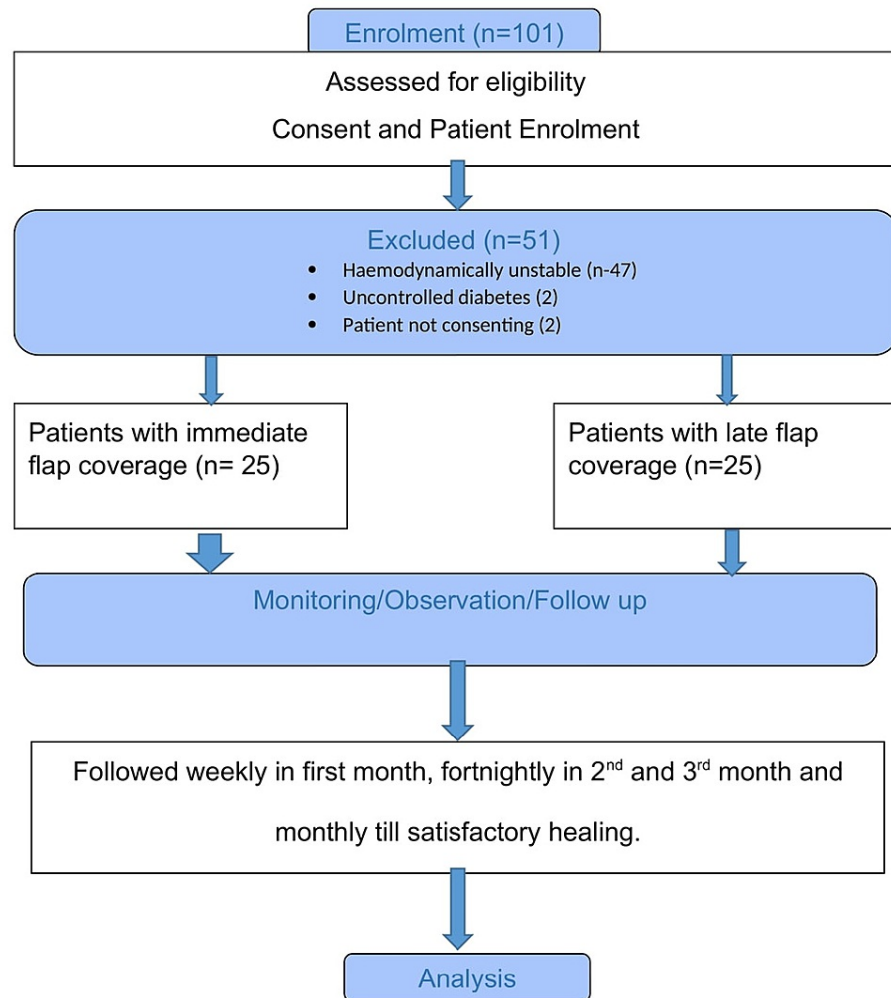 Enrolment (n=101)
Assessed for eligibility
Consent and Patient Enrolment
Excluded (n=51)
• Haemodynamically unstable (n-47)
• Uncontrolled diabetes (2)
• Patient not consenting (2)
Patients with immediate
flap coverage (n= 25)
Patients with late flap
coverage (n=25)
Monitoring/Observation/Follow up
Followed weekly in first month, fortnightly in 2nd and 3rd month and
monthly till satisfactory healing.
Analysis